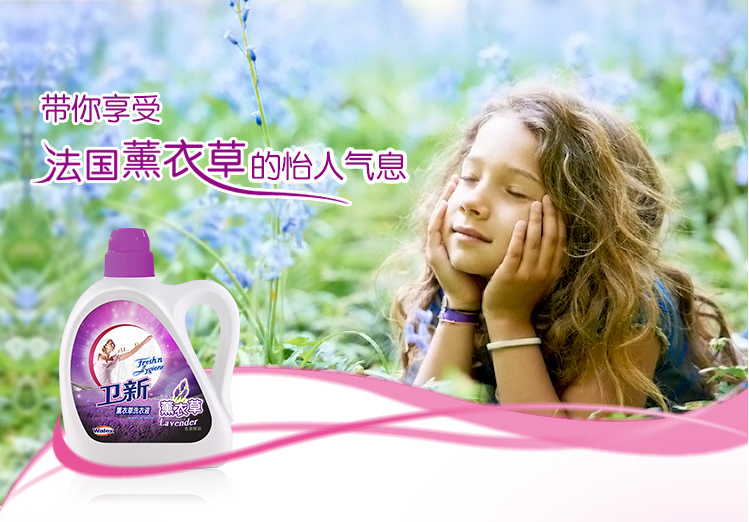 带你享受
法国薰衣草的怡人气息
Fresh'n
Hygiene
卫新
薰衣草洗衣液
薰衣草
Lavender
Walex